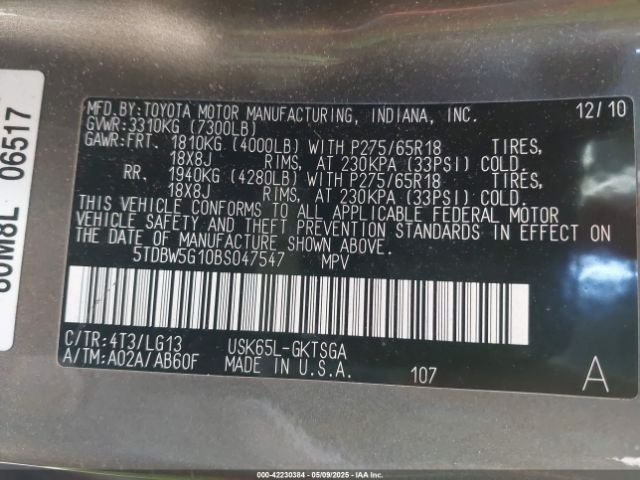 MFD.BY:TOYOTA MOTOR MANUFACTURING, INDIANA, INC. 12/10
GVWR:3310KG (7300LB)
GAWR:FRT. 1810KG (4000LB) WITH P275/65R18 TIRES,
18X8J RIMS, AT 230KPA (33PSI) COLD.
RR. 1940KG (4280LB) WITH P275/65R18 TIRES,
18X8J RIMS, AT 230KPA (33PSI) COLD.
THIS VEHICLE CONFORMS TO ALL APPLICABLE FEDERAL MOTOR
VEHICLE SAFETY AND THEFT PREVENTION STANDARDS IN EFFECT ON
THE DATE OF MANUFACTURE SHOWN ABOVE.
5TDBW5G10BS047547 MPV
C/TR:4T3/LG13 USK65L-GKTSGA
A/TM:A02A/AB60F MADE IN U.S.A. 107 A
06517
000-42230384 | 05/09/2025 | IAA